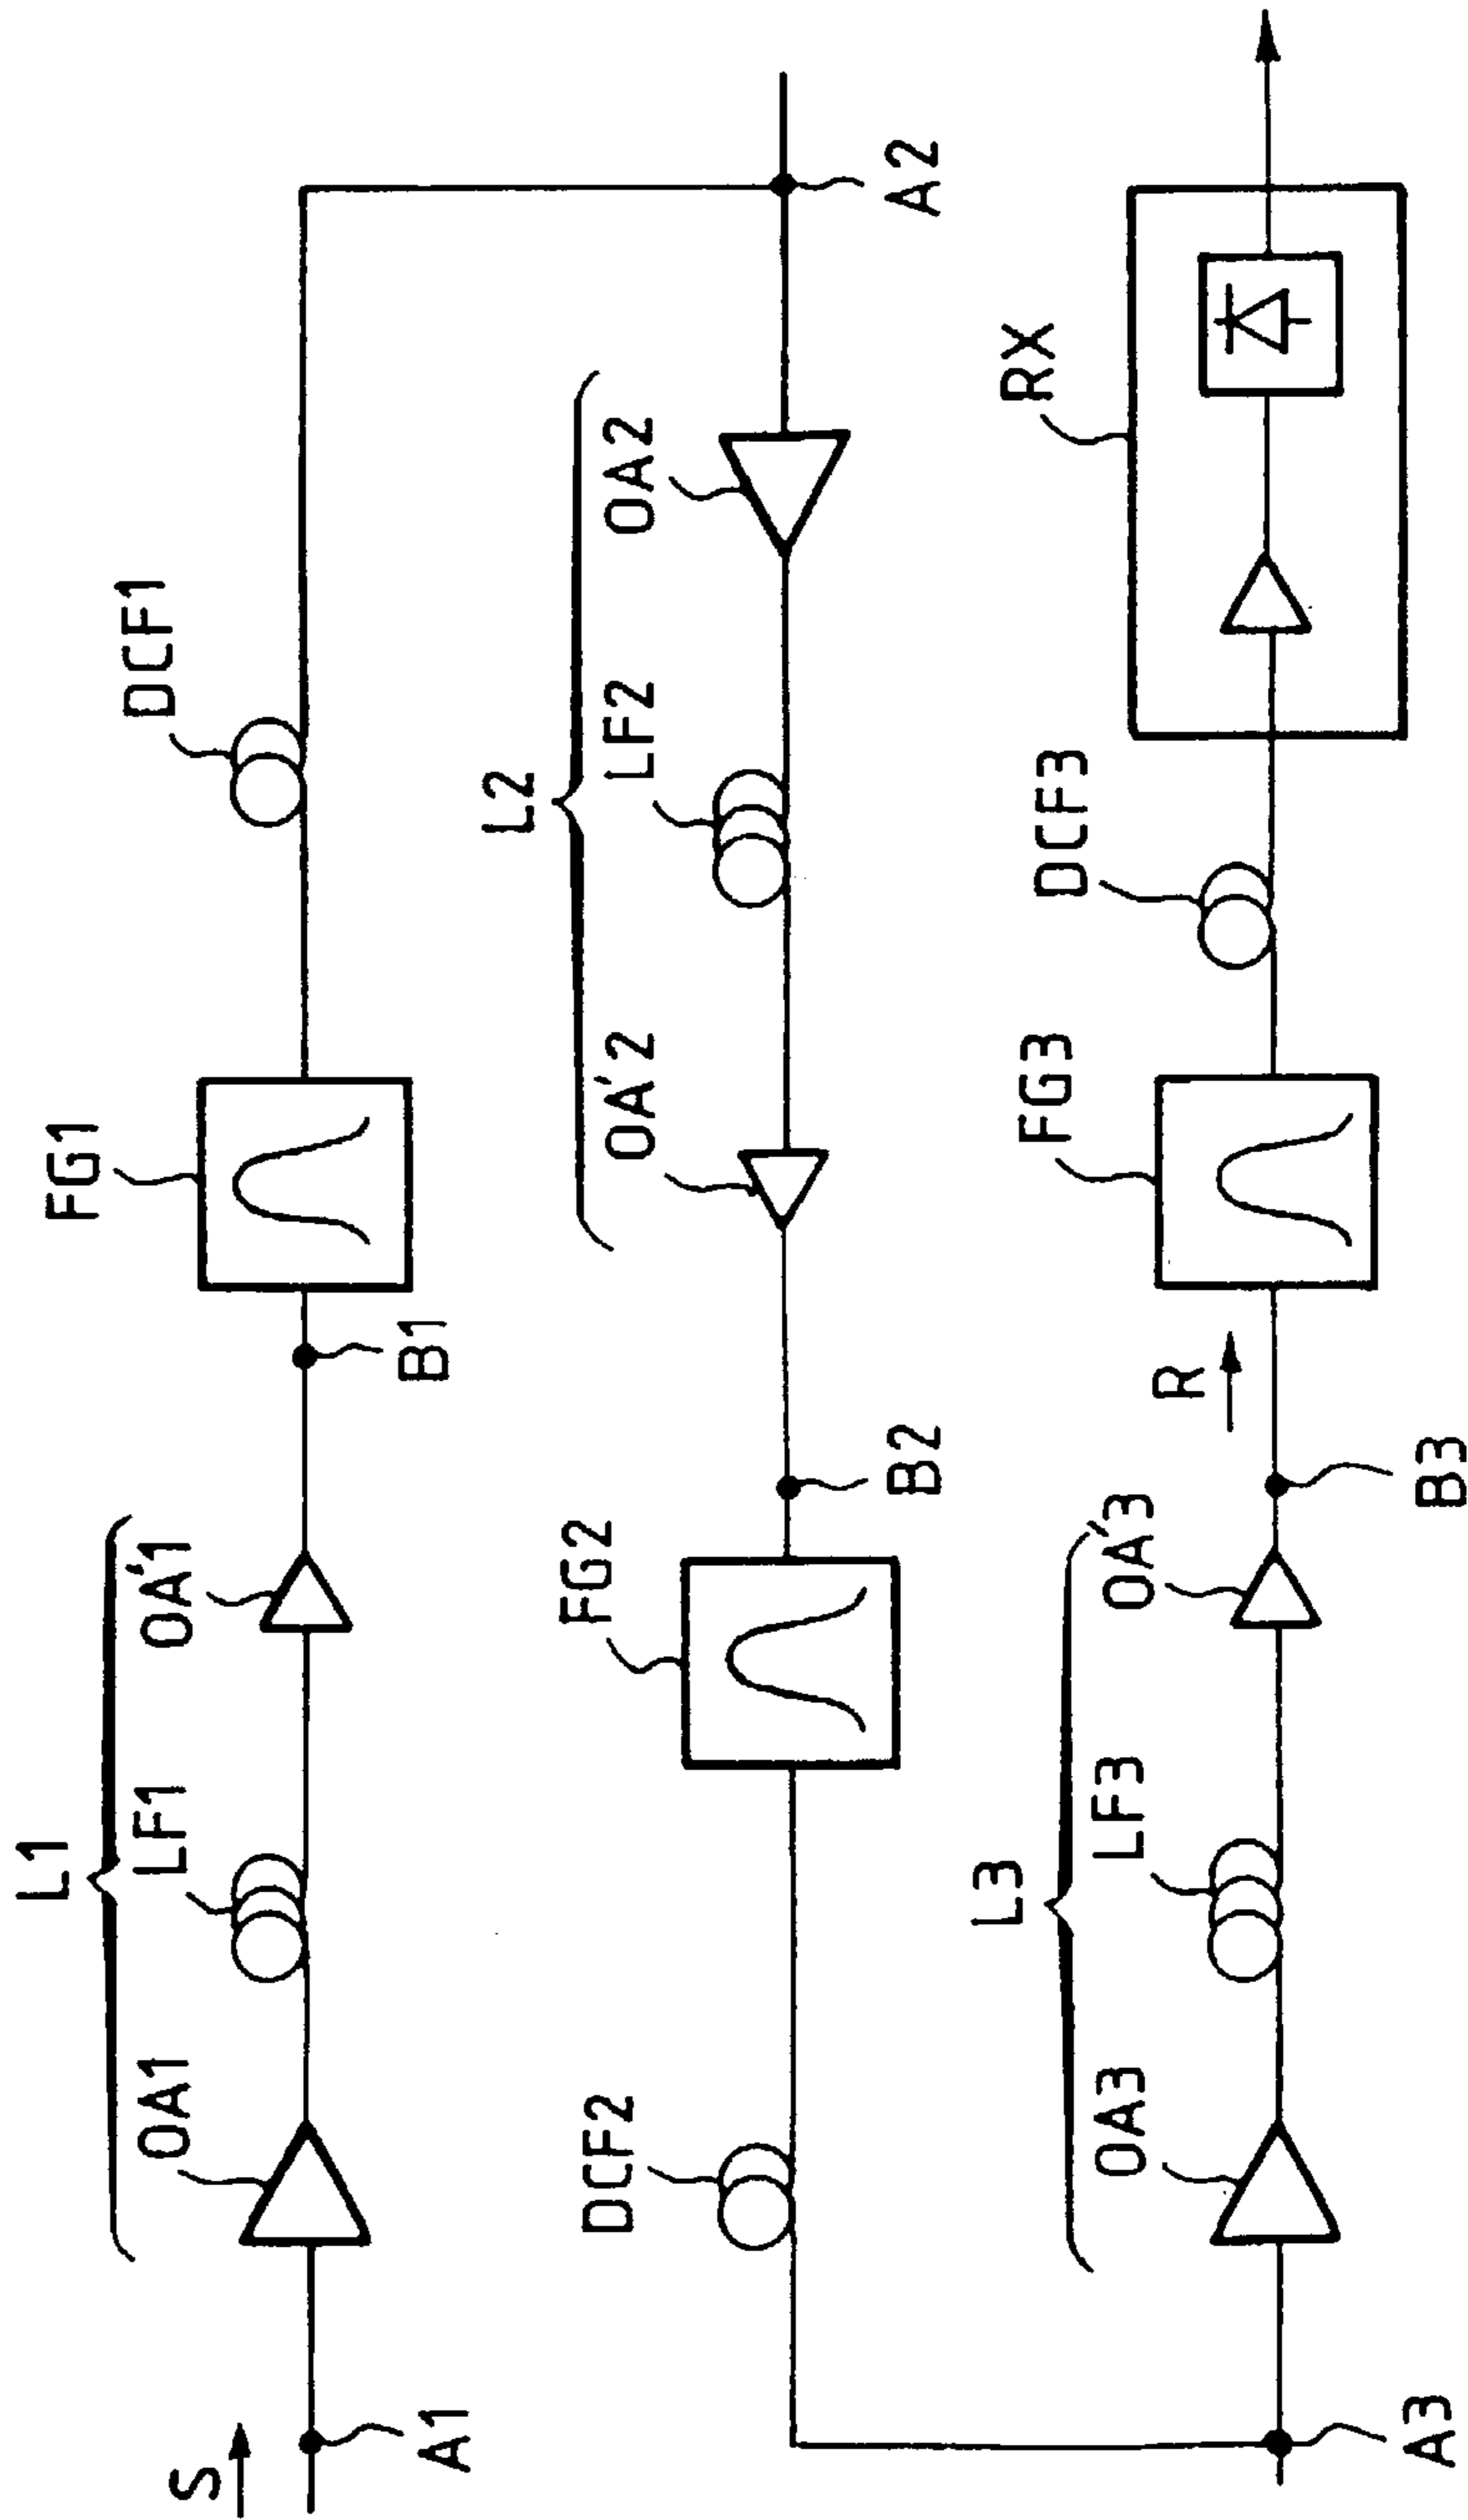 L1
S
A1
OA1
LF1
OA'1
B1
FG1
DCF1
L2
DCF2
FG2
B2
OA'2
LF2
OA2
A2
L3
A3
OA3
LF3
OA'3
B3
R
FG3
DCF3
RX